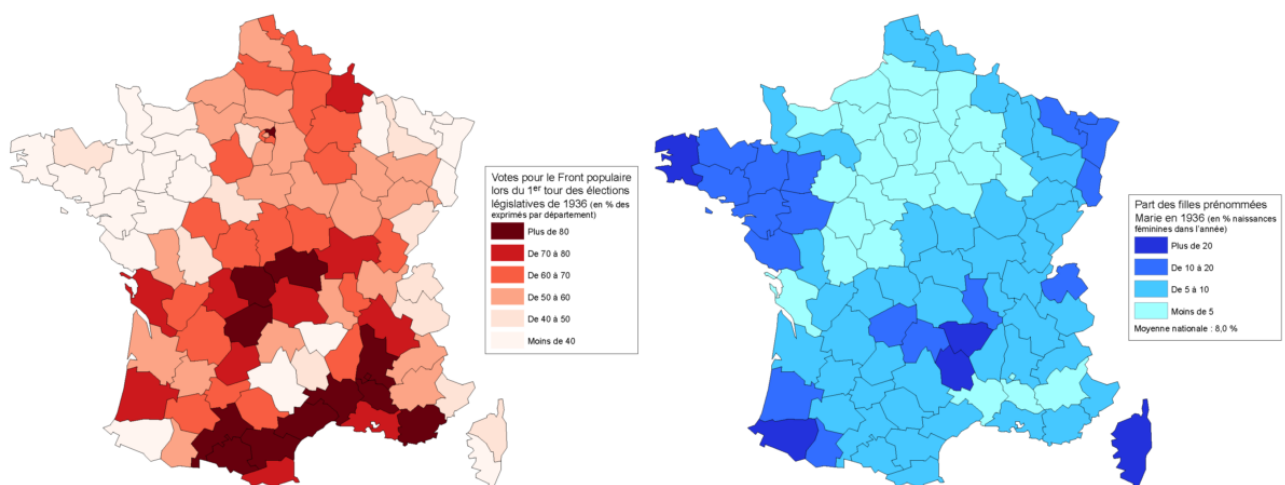 Votes pour le Front populaire
lors du 1er tour des élections
législatives de 1936 (en % des
exprimés par département)
Plus de 80
De 70 à 80
De 60 à 70
De 50 à 60
De 40 à 50
Moins de 40
Part des filles prénommées
Marie en 1936 (en % naissances
féminines dans l'année)
Plus de 20
De 10 à 20
De 5 à 10
Moins de 5
Moyenne nationale : 8,0 %